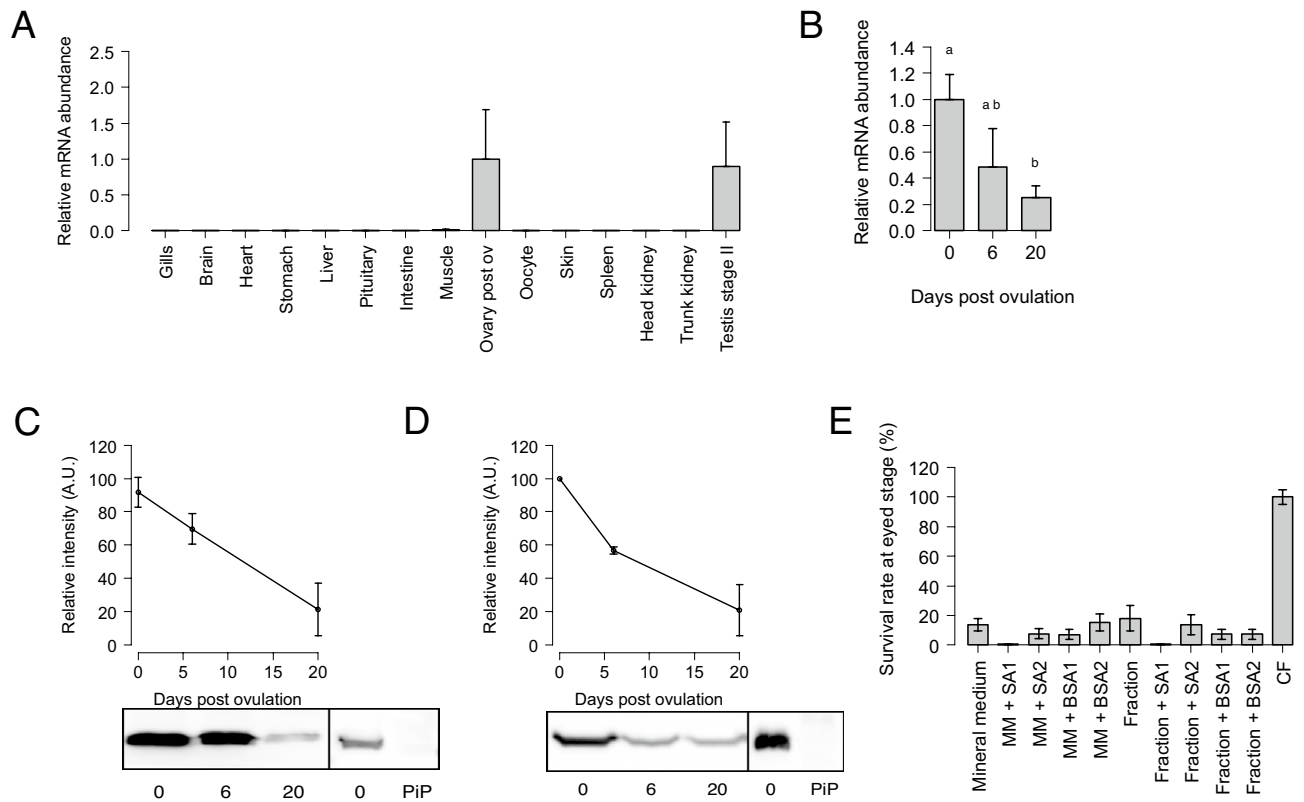 A
Relative mRNA abundance
2.5
2.0
1.5
1.0
0.5
0.0
Gills
Brain
Heart
Stomach
Liver
Pituitary
Intestine
Muscle
Ovary post ov
Oocyte
Skin
Spleen
Head kidney
Trunk kidney
Testis stage II
B
Relative mRNA abundance
1.4
1.2
1.0
0.8
0.6
0.4
0.2
0.0
a
a b
b
0 6 20
Days post ovulation
C
Relative intensity (A.U.)
120
100
80
60
40
20
0
0 5 10 15 20
Days post ovulation
0 6 20 0 PiP
D
Relative intensity (A.U.)
120
100
80
60
40
20
0
0 5 10 15 20
Days post ovulation
0 6 20 0 PiP
E
Survival rate at eyed stage (%)
120
100
80
60
40
20
0
Mineral medium
MM + SA1
MM + SA2
MM + BSA1
MM + BSA2
Fraction
Fraction + SA1
Fraction + SA2
Fraction + BSA1
Fraction + BSA2
CF